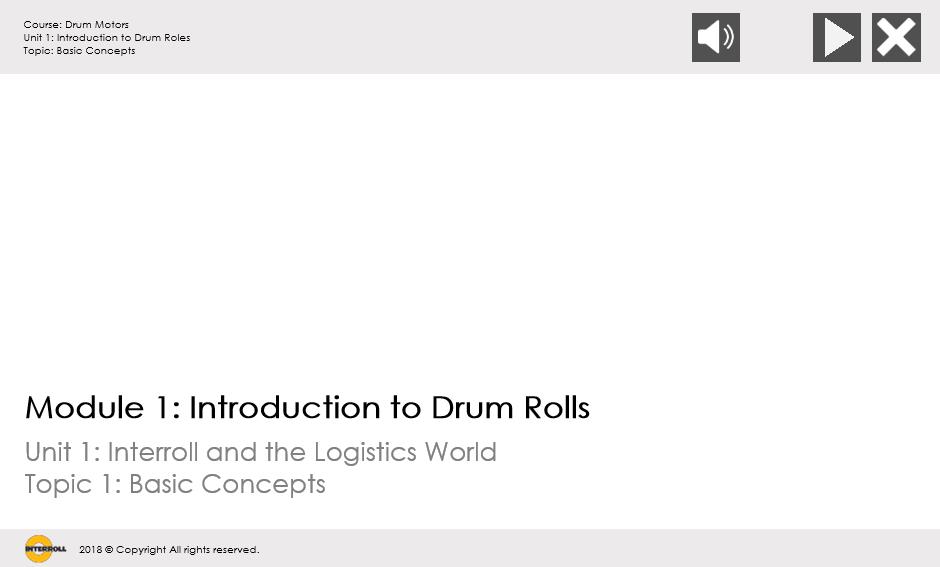 Course: Drum Motors
Unit 1: Introduction to Drum Roles
Topic: Basic Concepts
Module 1: Introduction to Drum Rolls
Unit 1: Interroll and the Logistics World
Topic 1: Basic Concepts
INTERROLL 2018 © Copyright All rights reserved.